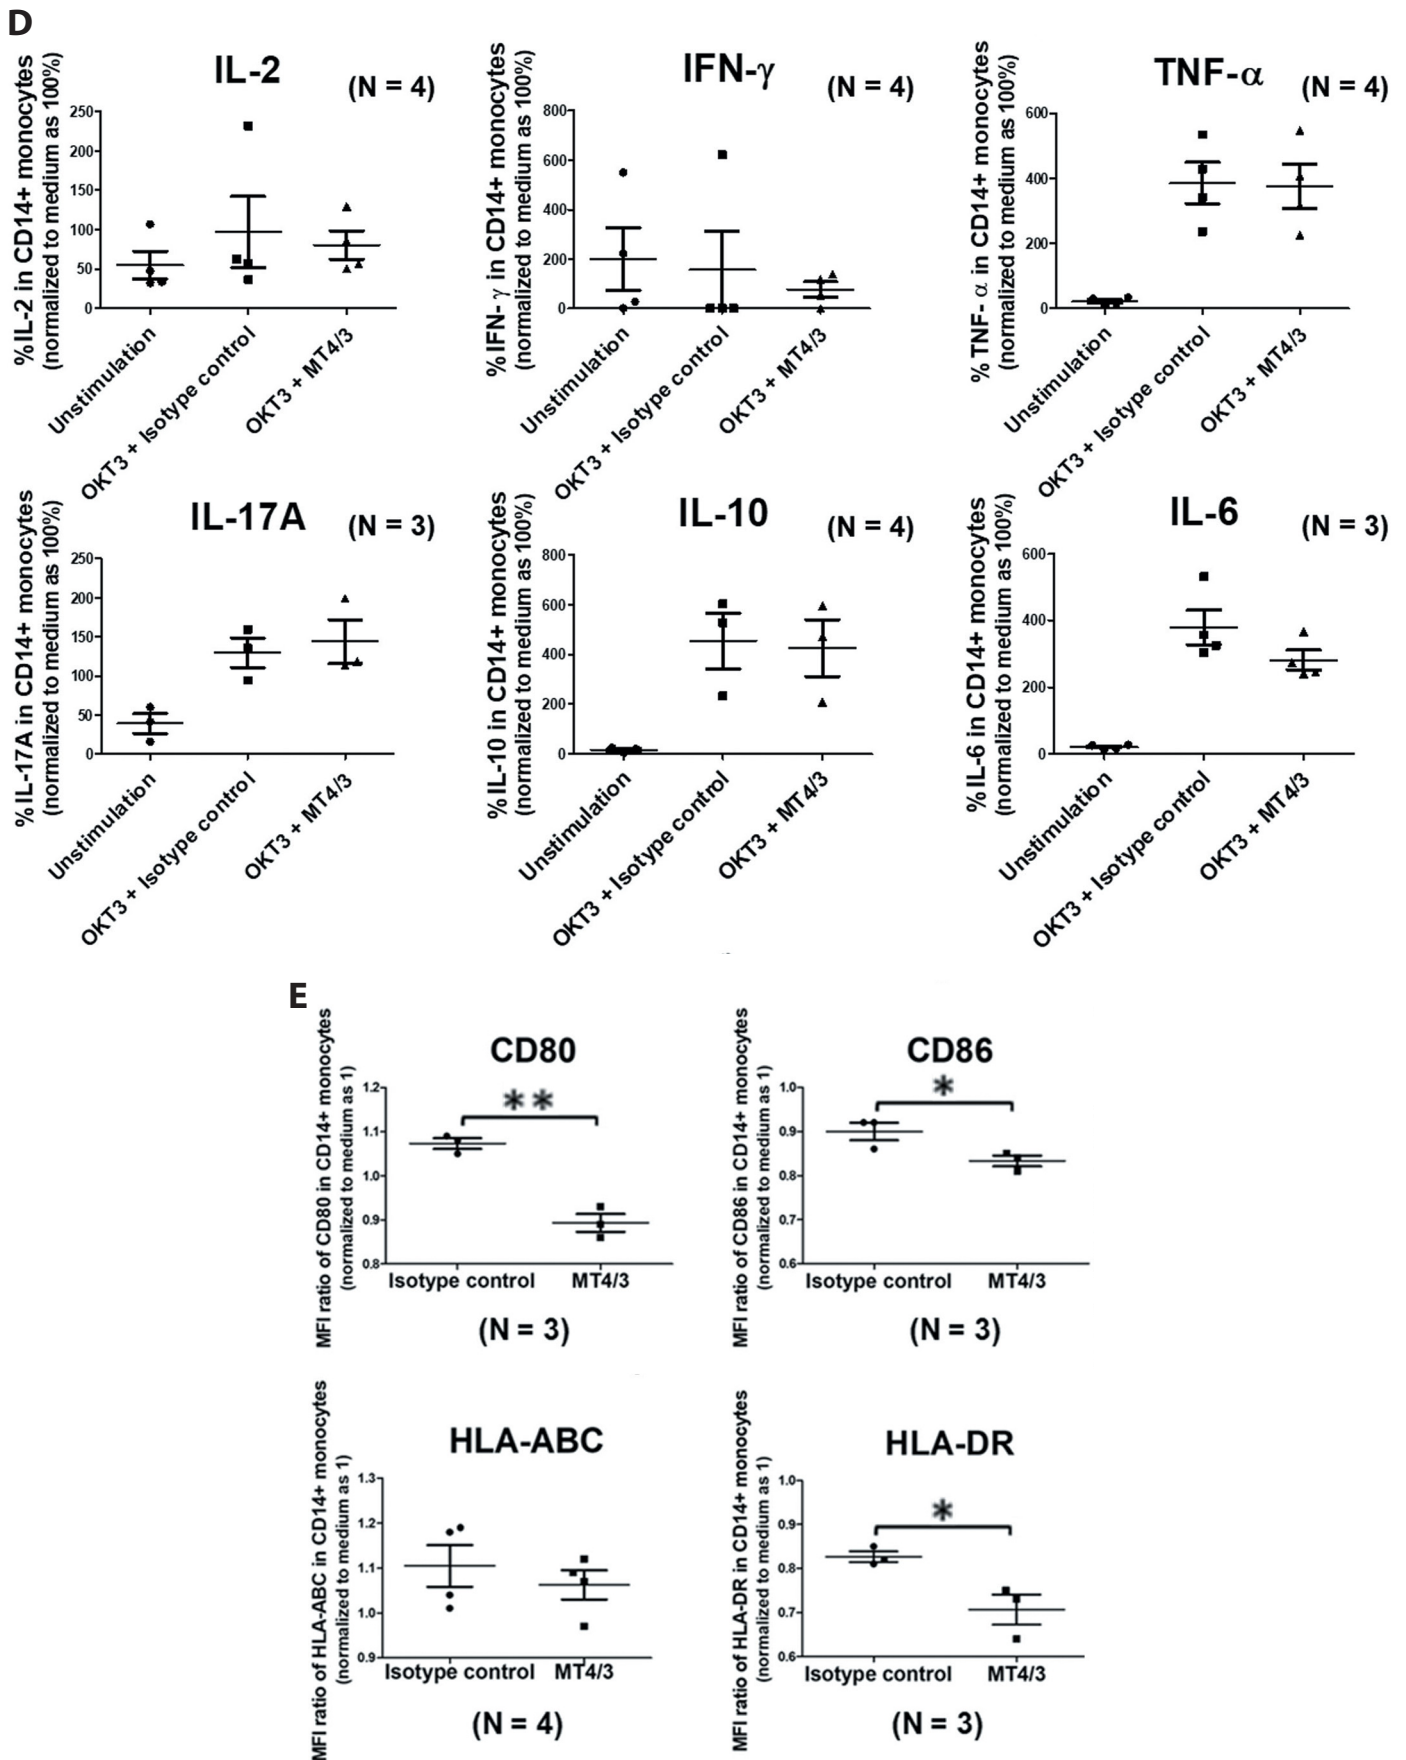 D
IL-2
(N = 4)
%IL-2 in CD14+ monocytes
(normalized to medium as 100%)
250
200
150
100
50
0
Unstimulation
OKT3 + Isotype control
OKT3 + MT4/3
IFN-γ
(N = 4)
% IFN- γ in CD14+ monocytes
(normalized to medium as 100%)
800
600
400
200
0
Unstimulation
OKT3 + Isotype control
OKT3 + MT4/3
TNF-α
(N = 4)
% TNF- α in CD14+ monocytes
(normalized to medium as 100%)
600
400
200
0
Unstimulation
OKT3 + Isotype control
OKT3 + MT4/3
IL-17A
(N = 3)
%IL-17A in CD14+ monocytes
(normalized to medium as 100%)
250
200
150
100
50
0
Unstimulation
OKT3 + Isotype control
OKT3 + MT4/3
IL-10
(N = 4)
%IL-10 in CD14+ monocytes
(normalized to medium as 100%)
800
600
400
200
0
Unstimulation
OKT3 + Isotype control
OKT3 + MT4/3
IL-6
(N = 3)
%IL-6 in CD14+ monocytes
(normalized to medium as 100%)
600
400
200
0
Unstimulation
OKT3 + Isotype control
OKT3 + MT4/3
E
CD80
MFI ratio of CD80 in CD14+ monocytes
(normalized to medium as 1)
1.2
1.1
1.0
0.9
0.8
**
Isotype control
MT4/3
(N = 3)
CD86
MFI ratio of CD86 in CD14+ monocytes
(normalized to medium as 1)
1.0
0.9
0.8
0.7
0.6
*
Isotype control
MT4/3
(N = 3)
HLA-ABC
MFI ratio of HLA-ABC in CD14+ monocytes
(normalized to medium as 1)
1.3
1.2
1.1
1.0
0.9
Isotype control
MT4/3
(N = 4)
HLA-DR
MFI ratio of HLA-DR in CD14+ monocytes
(normalized to medium as 1)
1.0
0.9
0.8
0.7
0.6
*
Isotype control
MT4/3
(N = 3)